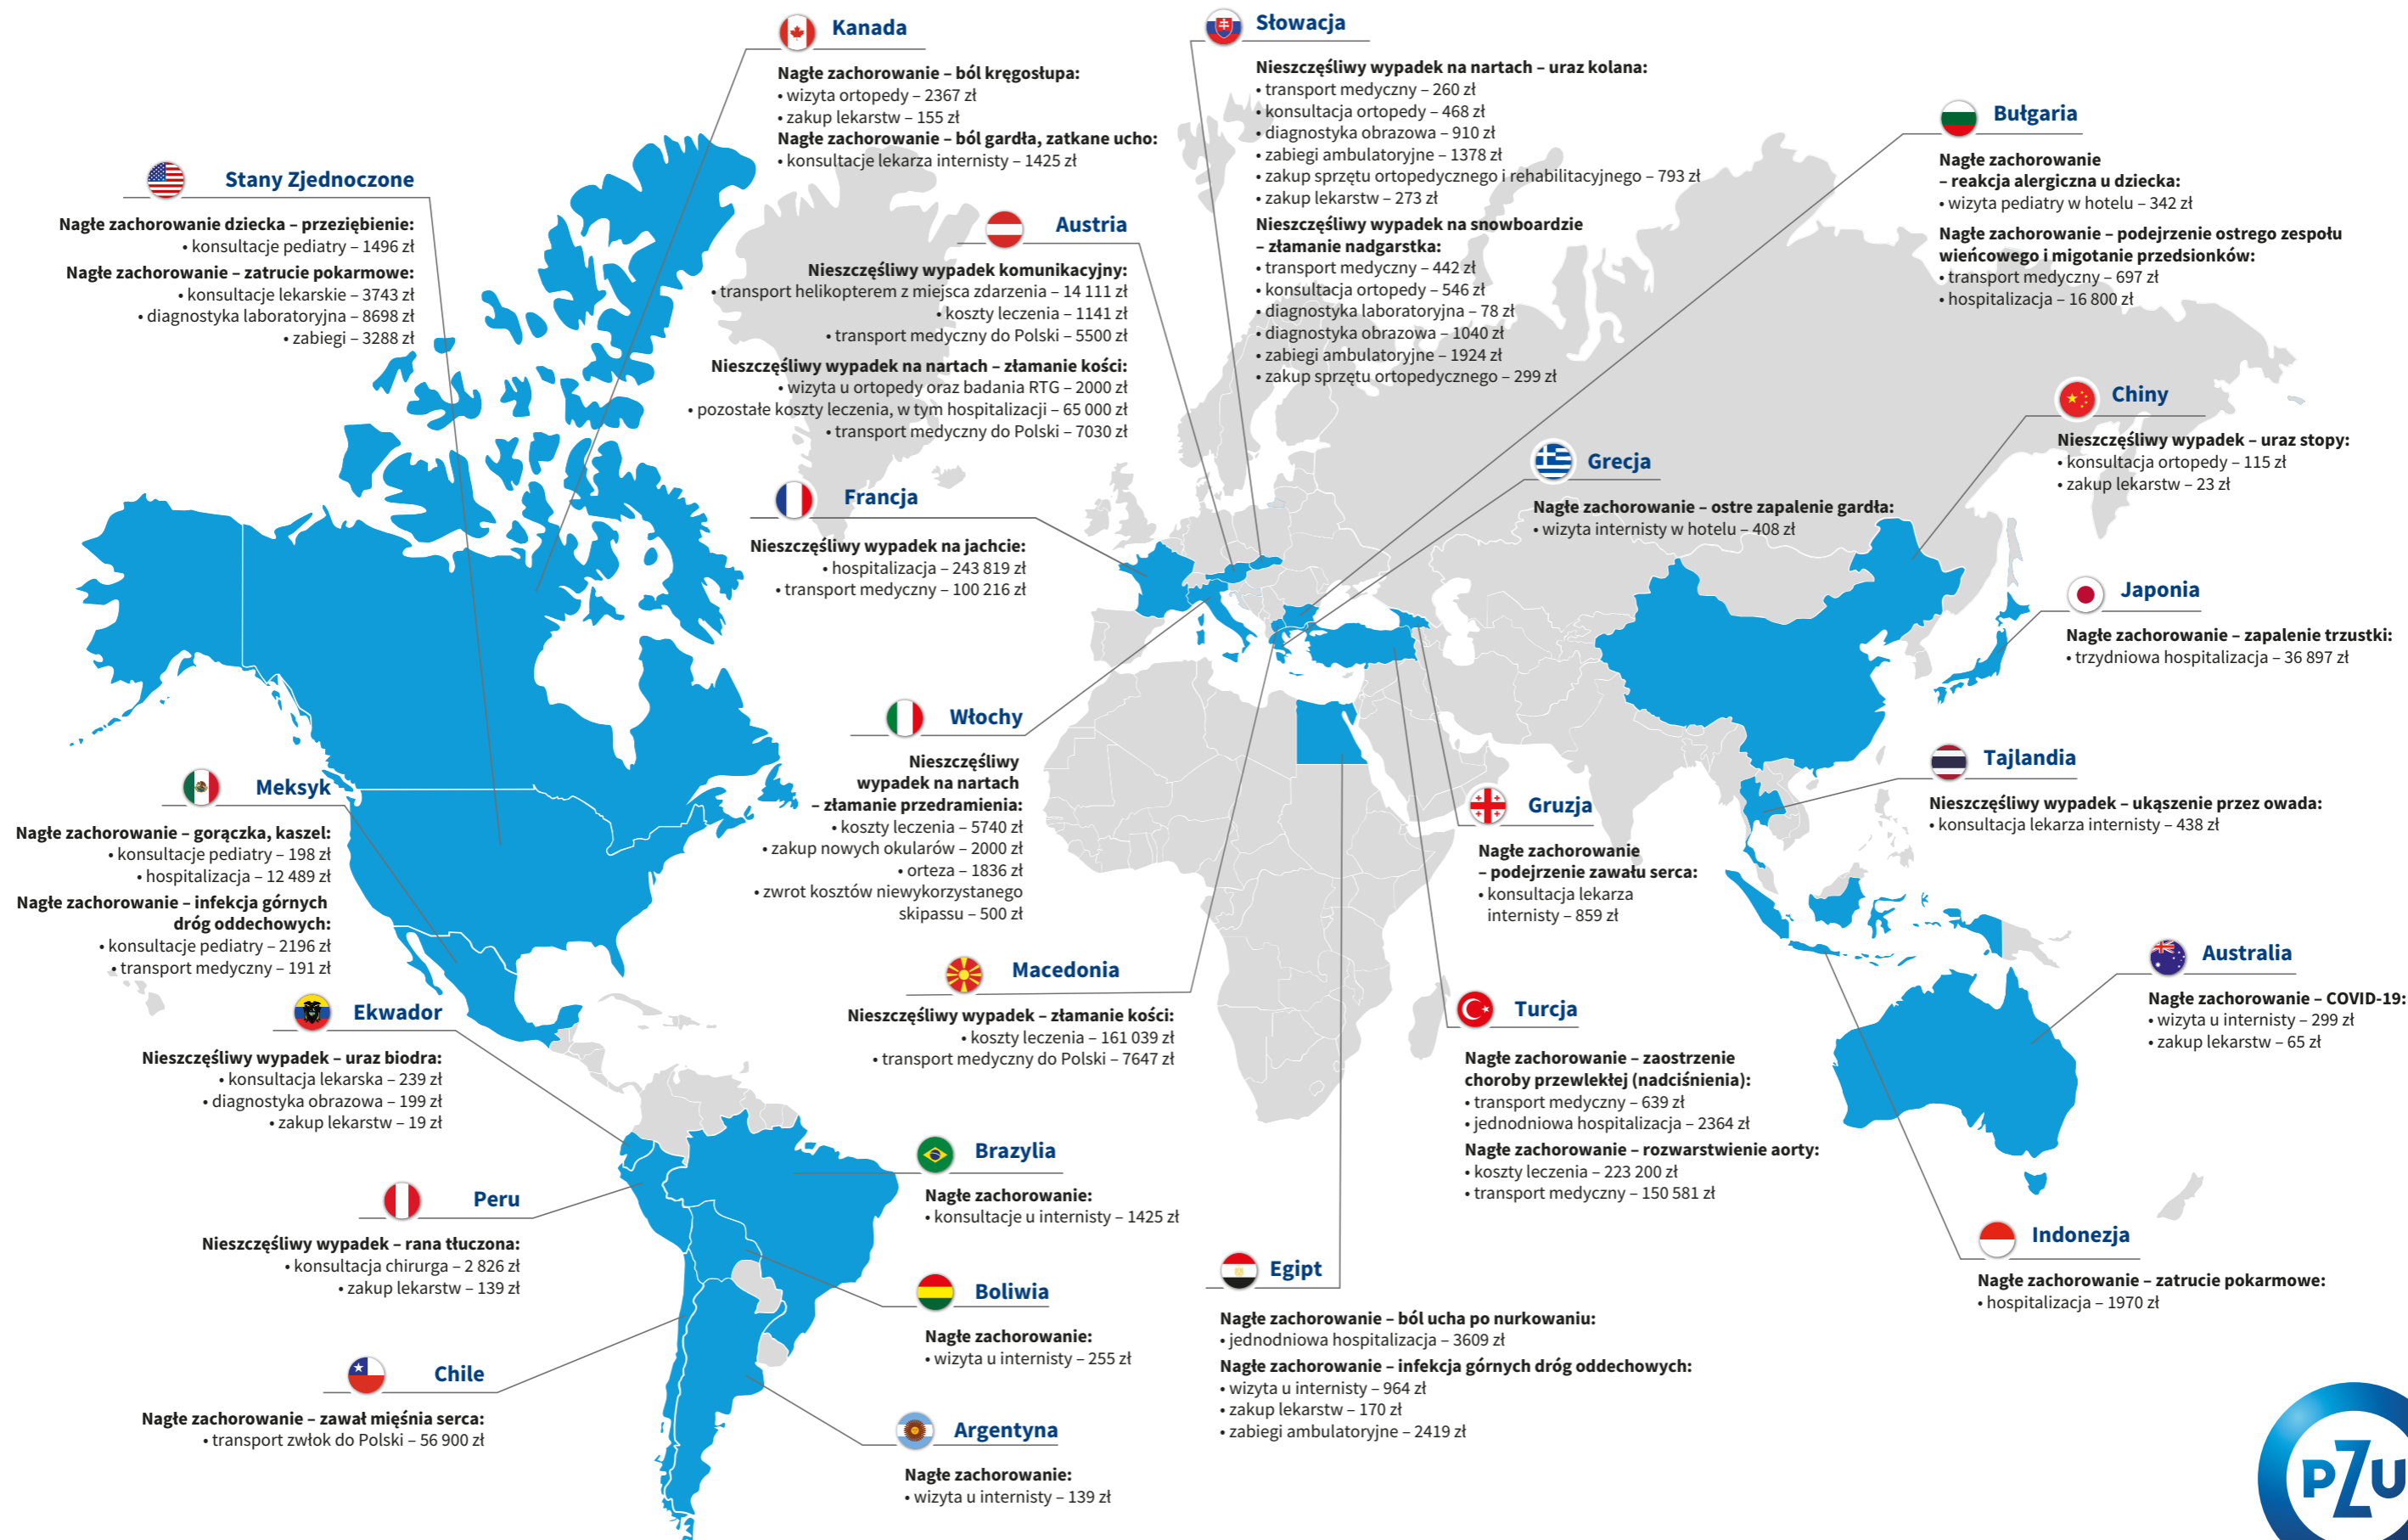 Kanada
Nagłe zachorowanie – ból kręgosłupa:
• wizyta ortopedy – 2367 zł
• zakup lekarstw – 155 zł
Nagłe zachorowanie – ból gardła, zatkane ucho:
• konsultacje lekarza internisty – 1425 zł
Słowacja
Nieszczęśliwy wypadek na nartach – uraz kolana:
• transport medyczny – 260 zł
• konsultacja ortopedy – 468 zł
• diagnostyka obrazowa – 910 zł
• zabiegi ambulatoryjne – 1378 zł
• zakup sprzętu ortopedycznego i rehabilitacyjnego – 793 zł
• zakup lekarstw – 273 zł
Nieszczęśliwy wypadek na snowboardzie
– złamanie nadgarstka:
• transport medyczny – 442 zł
• konsultacja ortopedy – 546 zł
• diagnostyka laboratoryjna – 78 zł
• diagnostyka obrazowa – 1040 zł
• zabiegi ambulatoryjne – 1924 zł
• zakup sprzętu ortopedycznego – 299 zł
Bułgaria
Nagłe zachorowanie
– reakcja alergiczna u dziecka:
• wizyta pediatry w hotelu – 342 zł
Nagłe zachorowanie – podejrzenie ostrego zespołu
wieńcowego i migotanie przedsionków:
• transport medyczny – 697 zł
• hospitalizacja – 16 800 zł
Stany Zjednoczone
Nagłe zachorowanie dziecka – przeziębienie:
• konsultacje pediatry – 1496 zł
Nagłe zachorowanie – zatrucie pokarmowe:
• konsultacje lekarskie – 3743 zł
• diagnostyka laboratoryjna – 8698 zł
• zabiegi – 3288 zł
Austria
Nieszczęśliwy wypadek komunikacyjny:
• transport helikopterem z miejsca zdarzenia – 14 111 zł
• koszty leczenia – 1141 zł
• transport medyczny do Polski – 5500 zł
Nieszczęśliwy wypadek na nartach – złamanie kości:
• wizyta u ortopedy oraz badania RTG – 2000 zł
• pozostałe koszty leczenia, w tym hospitalizacji – 65 000 zł
• transport medyczny do Polski – 7030 zł
Chiny
Nieszczęśliwy wypadek – uraz stopy:
• konsultacja ortopedy – 115 zł
• zakup lekarstw – 23 zł
Grecja
Nagłe zachorowanie – ostre zapalenie gardła:
• wizyta internisty w hotelu – 408 zł
Francja
Nieszczęśliwy wypadek na jachcie:
• hospitalizacja – 243 819 zł
• transport medyczny – 100 216 zł
Japonia
Nagłe zachorowanie – zapalenie trzustki:
• trzydniowa hospitalizacja – 36 897 zł
Włochy
Nieszczęśliwy
wypadek na nartach
– złamanie przedramienia:
• koszty leczenia – 5740 zł
• zakup nowych okularów – 2000 zł
• orteza – 1836 zł
• zwrot kosztów niewykorzystanego
skipassu – 500 zł
Tajlandia
Nieszczęśliwy wypadek – ukąszenie przez owada:
• konsultacja lekarza internisty – 438 zł
Meksyk
Nagłe zachorowanie – gorączka, kaszel:
• konsultacje pediatry – 198 zł
• hospitalizacja – 12 489 zł
Nagłe zachorowanie – infekcja górnych
dróg oddechowych:
• konsultacje pediatry – 2196 zł
• transport medyczny – 191 zł
Gruzja
Nagłe zachorowanie
– podejrzenie zawału serca:
• konsultacja lekarza
internisty – 859 zł
Macedonia
Nieszczęśliwy wypadek – złamanie kości:
• koszty leczenia – 161 039 zł
• transport medyczny do Polski – 7647 zł
Australia
Nagłe zachorowanie – COVID-19:
• wizyta u internisty – 299 zł
• zakup lekarstw – 65 zł
Ekwador
Nieszczęśliwy wypadek – uraz biodra:
• konsultacja lekarska – 239 zł
• diagnostyka obrazowa – 199 zł
• zakup lekarstw – 19 zł
Turcja
Nagłe zachorowanie – zaostrzenie
choroby przewlekłej (nadciśnienia):
• transport medyczny – 639 zł
• jednodniowa hospitalizacja – 2364 zł
Nagłe zachorowanie – rozwarstwienie aorty:
• koszty leczenia – 223 200 zł
• transport medyczny – 150 581 zł
Brazylia
Nagłe zachorowanie:
• konsultacje u internisty – 1425 zł
Peru
Nieszczęśliwy wypadek – rana tłuczona:
• konsultacja chirurga – 2 826 zł
• zakup lekarstw – 139 zł
Indonezja
Nagłe zachorowanie – zatrucie pokarmowe:
• hospitalizacja – 1970 zł
Boliwia
Nagłe zachorowanie:
• wizyta u internisty – 255 zł
Egipt
Nagłe zachorowanie – ból ucha po nurkowaniu:
• jednodniowa hospitalizacja – 3609 zł
Nagłe zachorowanie – infekcja górnych dróg oddechowych:
• wizyta u internisty – 964 zł
• zakup lekarstw – 170 zł
• zabiegi ambulatoryjne – 2419 zł
Chile
Nagłe zachorowanie – zawał mięśnia serca:
• transport zwłok do Polski – 56 900 zł
Argentyna
Nagłe zachorowanie:
• wizyta u internisty – 139 zł
PZU